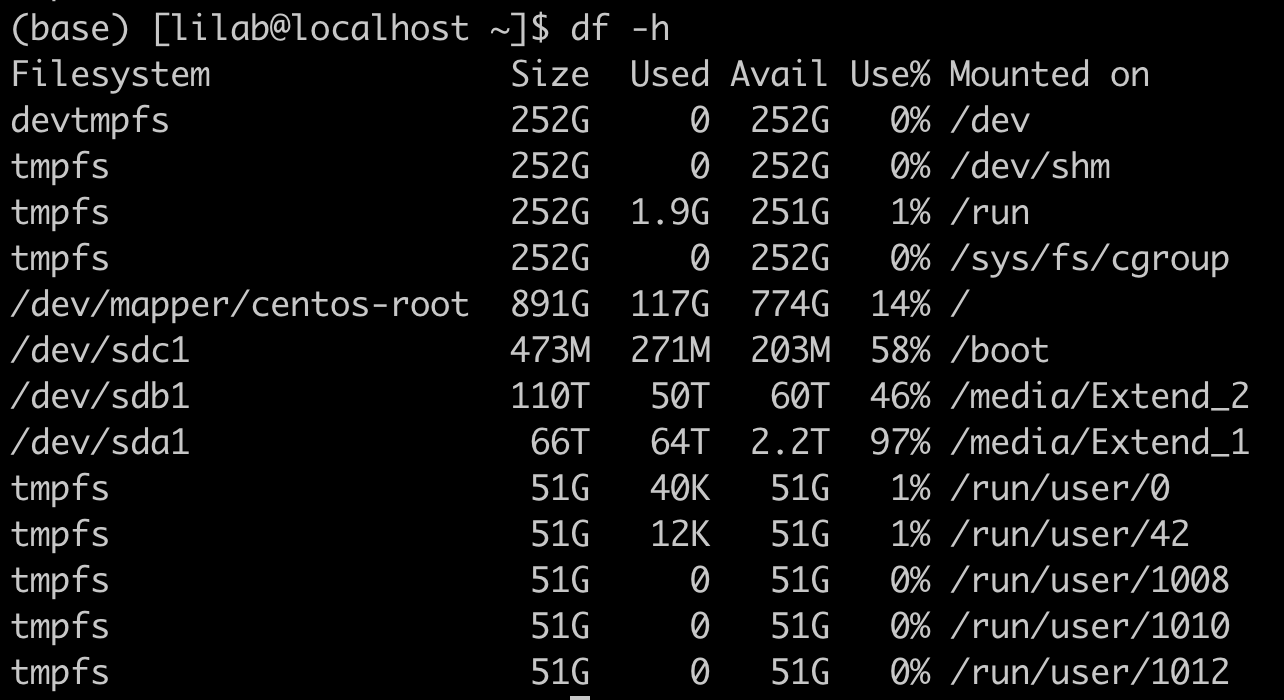 (base) [lilab@localhost ~]$ df -h
Filesystem               Size  Used Avail Use% Mounted on
devtmpfs                 252G     0  252G   0% /dev
tmpfs                    252G     0  252G   0% /dev/shm
tmpfs                    252G  1.9G  251G   1% /run
tmpfs                    252G     0  252G   0% /sys/fs/cgroup
/dev/mapper/centos-root  891G  117G  774G  14% /
/dev/sdc1                473M  271M  203M  58% /boot
/dev/sdb1                110T   50T   60T  46% /media/Extend_2
/dev/sda1                 66T   64T  2.2T  97% /media/Extend_1
tmpfs                     51G   40K   51G   1% /run/user/0
tmpfs                     51G   12K   51G   1% /run/user/42
tmpfs                     51G     0   51G   0% /run/user/1008
tmpfs                     51G     0   51G   0% /run/user/1010
tmpfs                     51G     0   51G   0% /run/user/1012